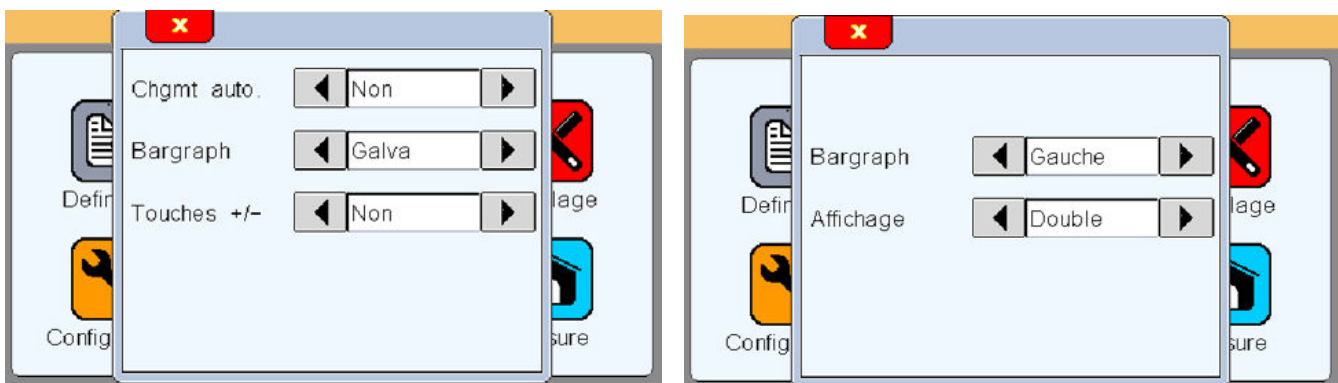 x
Chgmt auto.
Non
Bargraph
Galva
Touches +/-
Non
Defin
lage
Config
sure
x
Bargraph
Gauche
Affichage
Double
Defin
lage
Config
sure